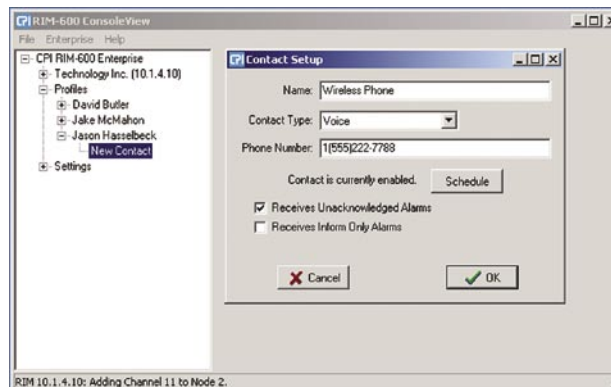 CPI RIM-600 ConsoleView
File Enterprise Help
CPI RIM-600 Enterprise
Technology Inc. (10.1.4.10)
Profiles
David Butler
Jake McMahon
Jason Hasselbeck
New Contact
Settings
CPI Contact Setup
Name: Wireless Phone
Contact Type: Voice
Phone Number: 1(555)222-7788
Contact is currently enabled. Schedule
Receives Unacknowledged Alarms
Receives Inform Only Alarms
Cancel OK
RIM 10.1.4.10: Adding Channel 11 to Node 2.